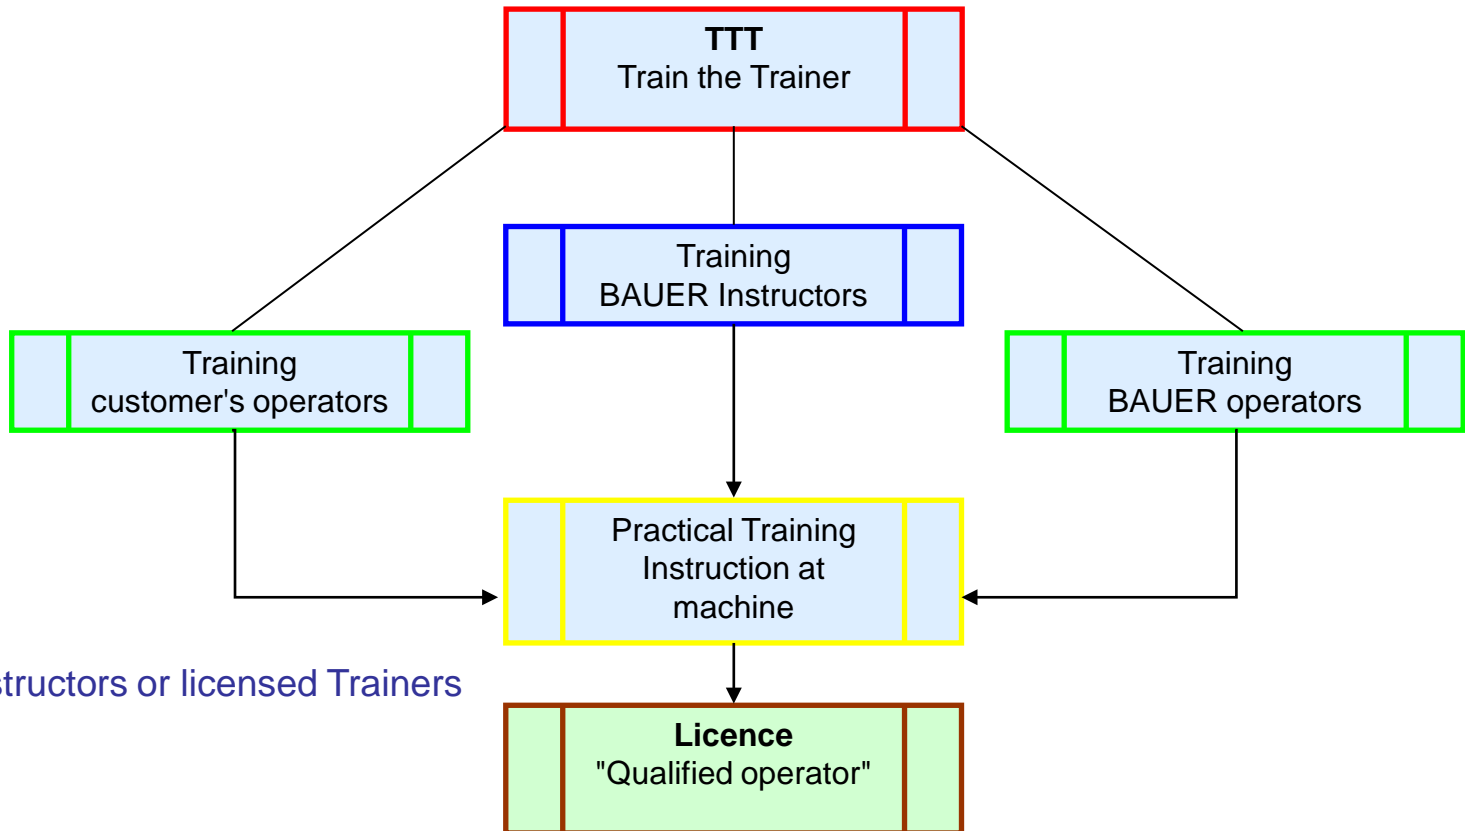 TTT
Train the Trainer
Training
BAUER Instructors
Training
customer's operators
Training
BAUER operators
Practical Training
Instruction at
machine
structors or licensed Trainers
Licence
"Qualified operator"